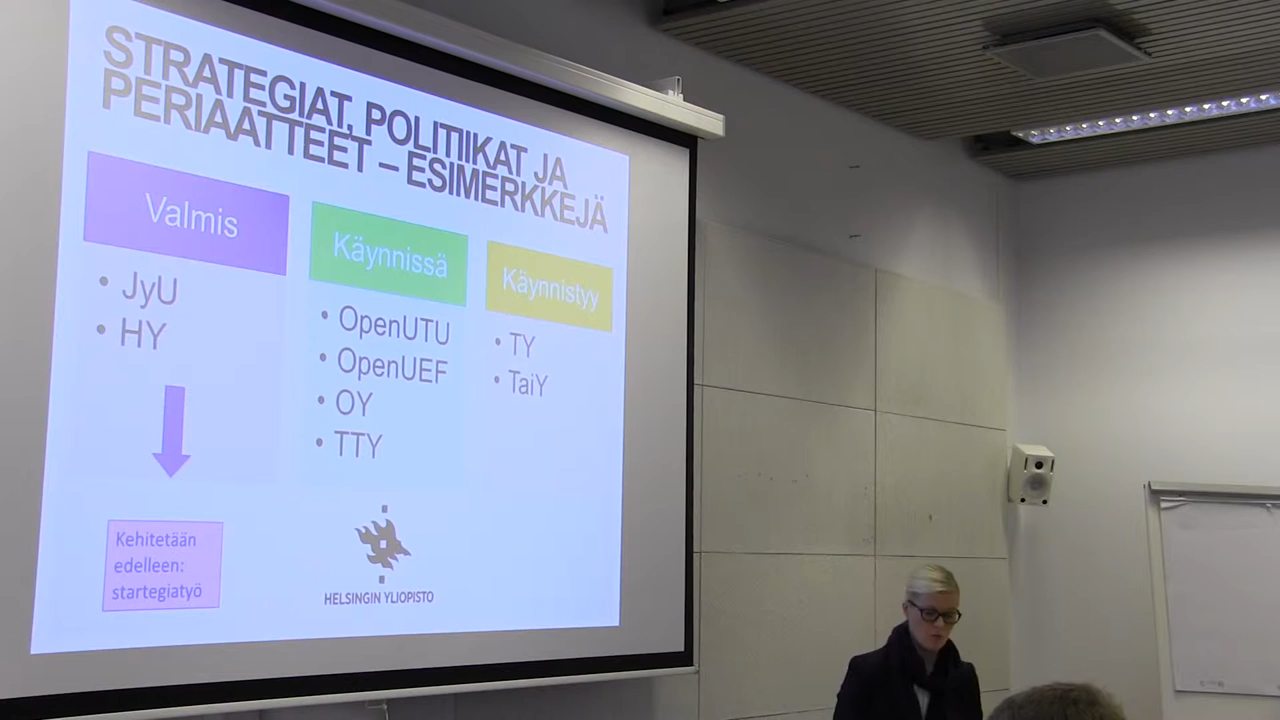 STRATEGIAT, POLITIIKAT JA
PERIAATTEET – ESIMERKKEJÄ
Valmis
• JyU
• HY
Kehitetään
edelleen:
startegiatyö
Käynnissä
• OpenUTU
• OpenUEF
• OY
• TTY
Käynnistyy
• TY
• TaiY
HELSINGIN YLIOPISTO